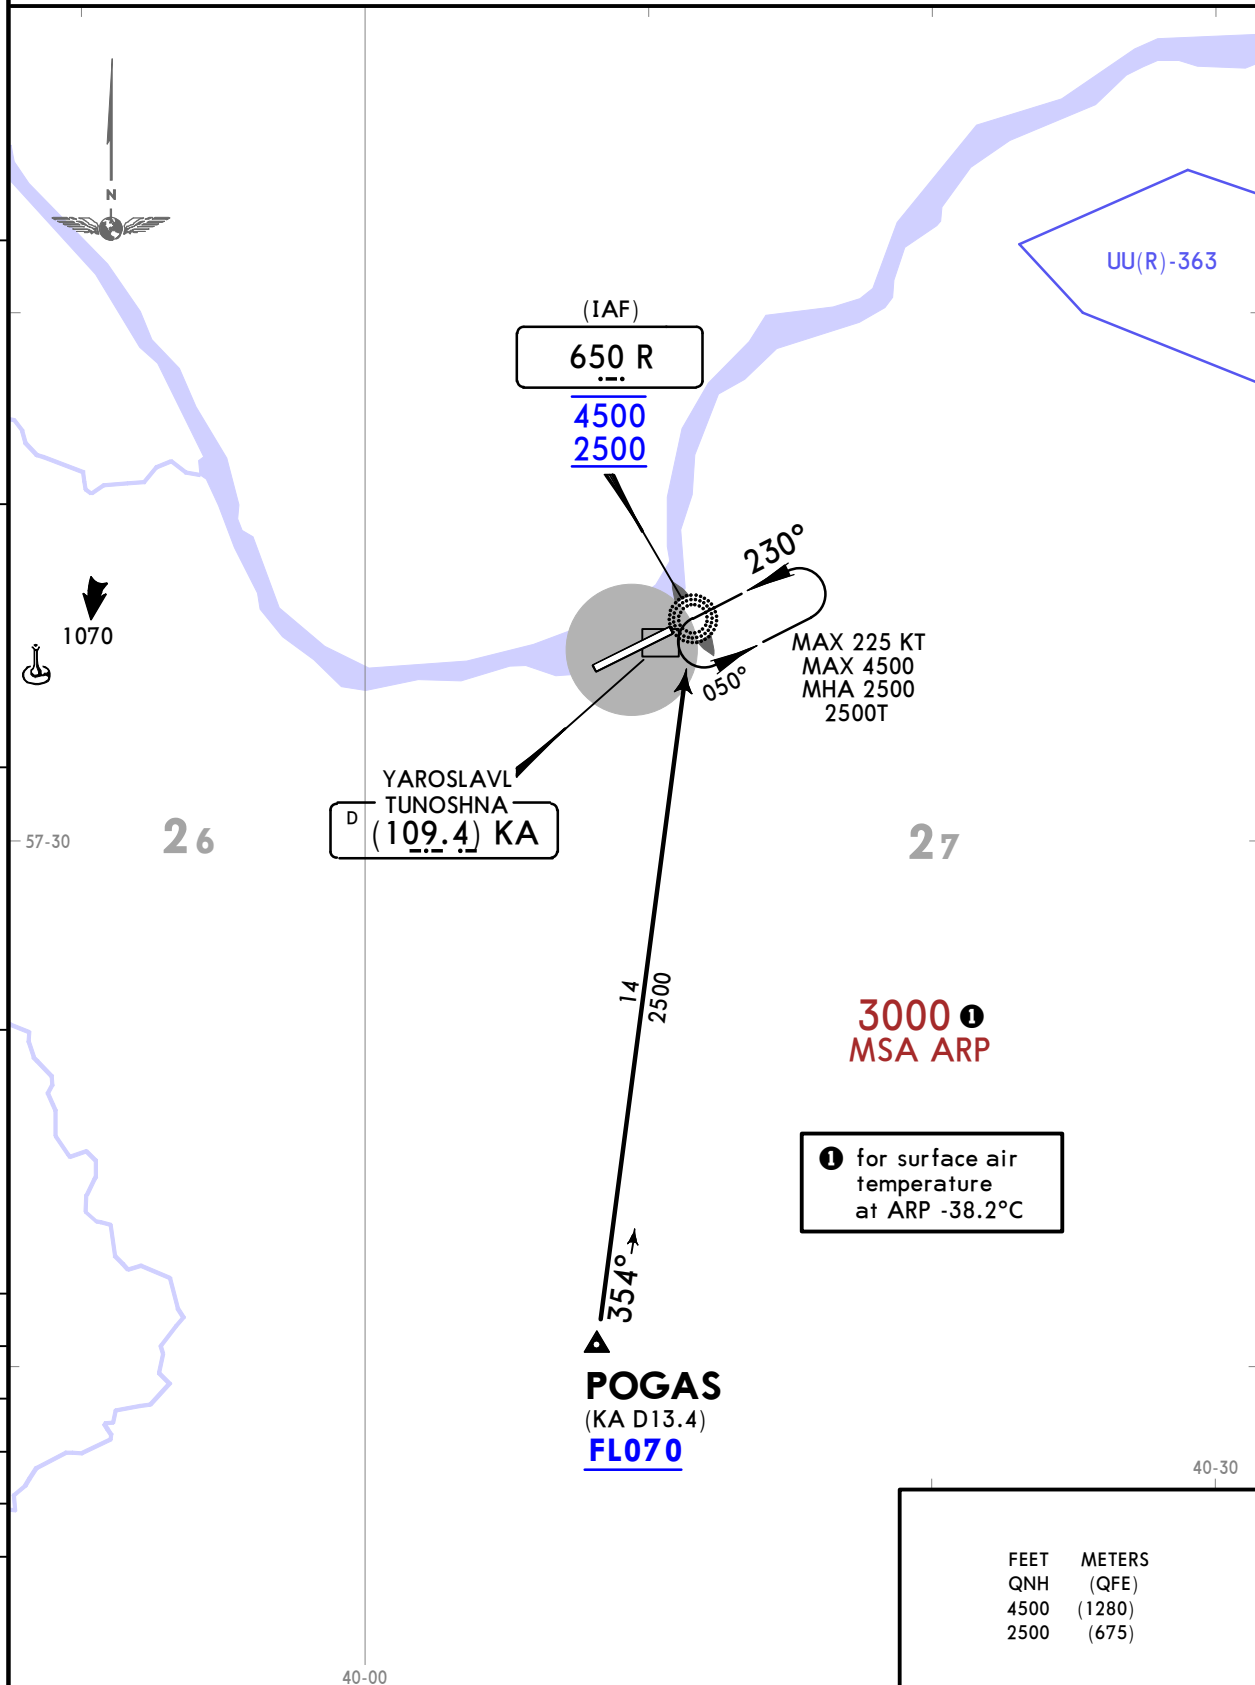 N
UU(R)-363
(IAF)
650 R
4500
2500
230°
1070
050°
MAX 225 KT
MAX 4500
MHA 2500
2500T
YAROSLAVL
TUNOSHNA
D (109.4) KA
57-30
26
27
14
2500
3000 1
MSA ARP
1 for surface air
temperature
at ARP -38.2°C
354°
POGAS
(KA D13.4)
FL070
40-30
FEET METERS
QNH (QFE)
4500 (1280)
2500 (675)
40-00